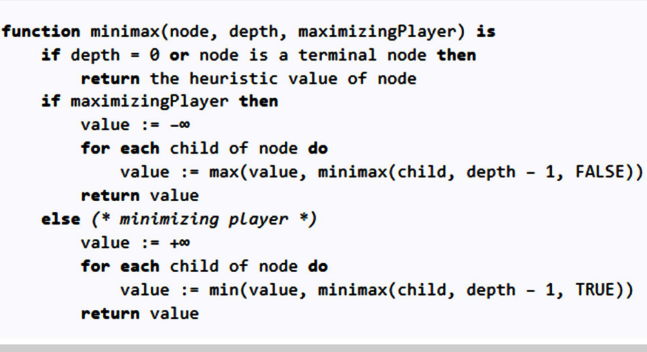 function minimax(node, depth, maximizingPlayer) is
if depth = 0 or node is a terminal node then
return the heuristic value of node
if maximizingPlayer then
value := −∞
for each child of node do
value := max(value, minimax(child, depth − 1, FALSE))
return value
else (* minimizing player *)
value := +∞
for each child of node do
value := min(value, minimax(child, depth − 1, TRUE))
return value